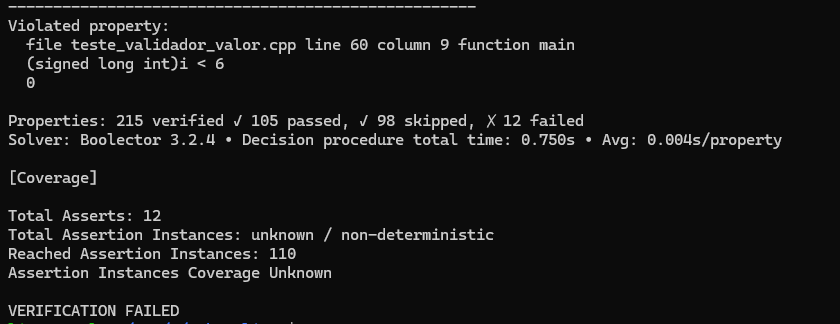 Violated property:
file teste_validador_valor.cpp line 60 column 9 function main
(signed long int)i < 6
0
Properties: 215 verified ✓ 105 passed, ✓ 98 skipped, ✗ 12 failed
Solver: Boolector 3.2.4 • Decision procedure total time: 0.750s • Avg: 0.004s/property
[Coverage]
Total Asserts: 12
Total Assertion Instances: unknown / non-deterministic
Reached Assertion Instances: 110
Assertion Instances Coverage Unknown
VERIFICATION FAILED